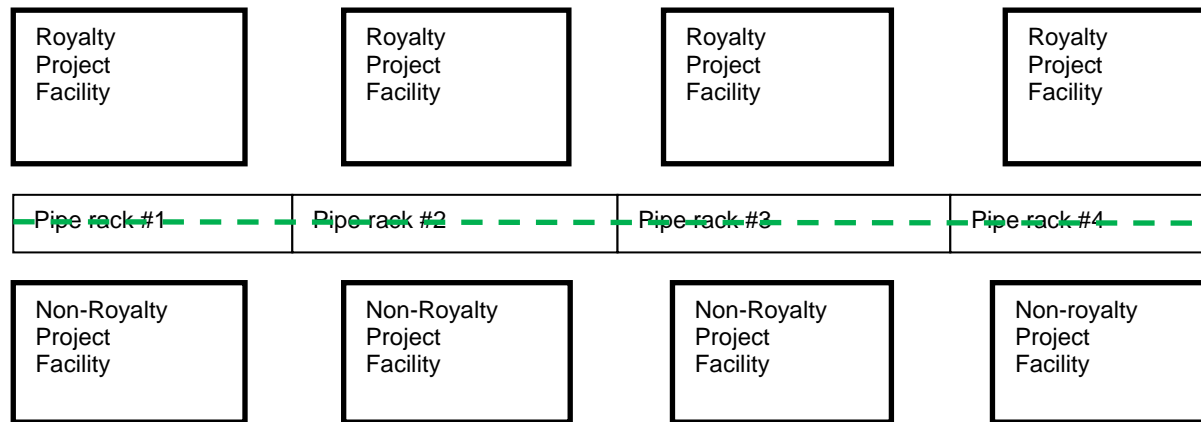 Royalty
Project
Facility
Royalty
Project
Facility
Royalty
Project
Facility
Royalty
Project
Facility
Pipe rack #1
Pipe rack #2
Pipe rack #3
Pipe rack #4
Non-Royalty
Project
Facility
Non-Royalty
Project
Facility
Non-Royalty
Project
Facility
Non-royalty
Project
Facility